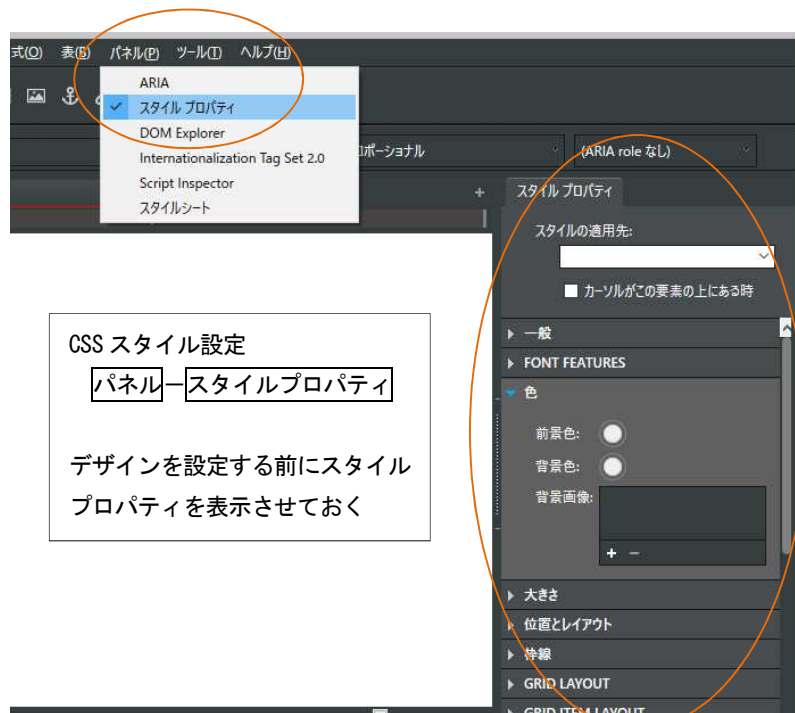 式(O) 表(B) パネル(P) ツール(T) ヘルプ(H)
ARIA
スタイル プロパティ
DOM Explorer
Internationalization Tag Set 2.0
Script Inspector
スタイルシート
ロポーショナル
(ARIA role なし)
スタイル プロパティ
スタイルの適用先:
カーソルがこの要素の上にある時
一般
FONT FEATURES
色
前景色:
背景色:
背景画像:
+ −
大きさ
位置とレイアウト
枠線
GRID LAYOUT
GRID ITEM LAYOUT
CSS スタイル設定
パネル－スタイルプロパティ
デザインを設定する前にスタイル
プロパティを表示させておく